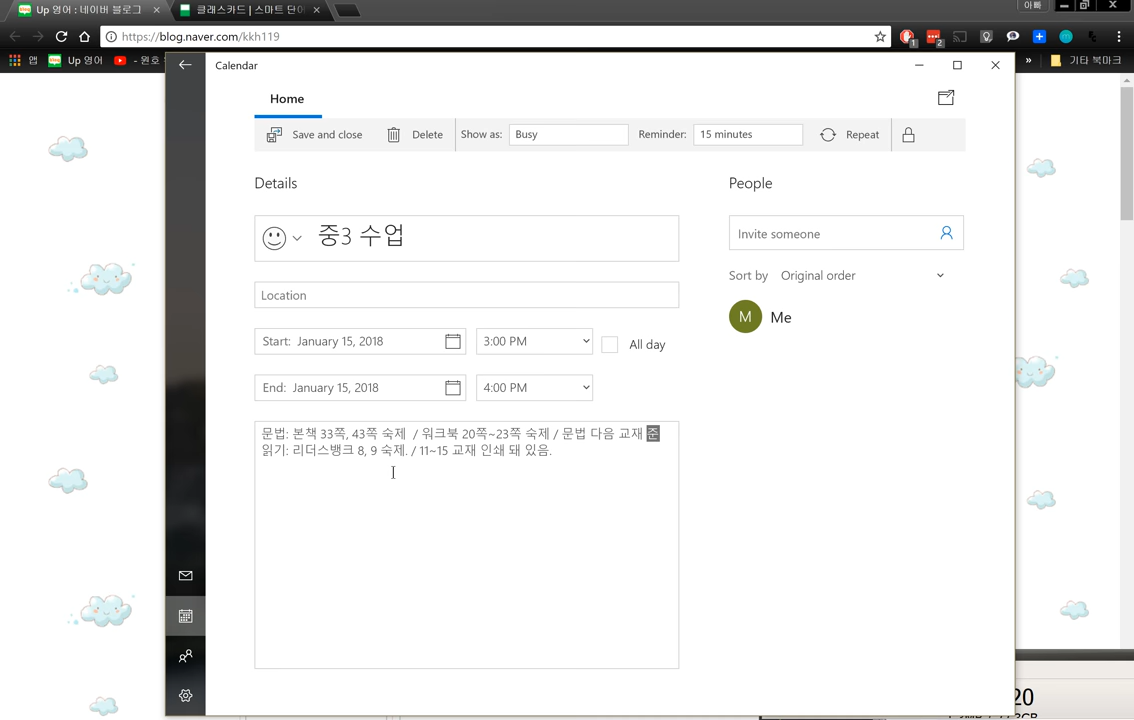 Up 영어 : 네이버 블로그
클래스카드 | 스마트 단어
아빠
https://blog.naver.com/kkh119
1
2
앱
Up 영어
- 원호
»
기타 북마크
Calendar
Home
Save and close
Delete
Show as:
Busy
Reminder:
15 minutes
Repeat
Details
People
중3 수업
Invite someone
Location
Sort by
Original order
M
Me
Start: January 15, 2018
3:00 PM
All day
End: January 15, 2018
4:00 PM
문법: 본책 33쪽, 43쪽 숙제 / 워크북 20쪽~23쪽 숙제 / 문법 다음 교재 준
읽기: 리더스뱅크 8, 9 숙제. / 11~15 교재 인쇄 돼 있음.
20